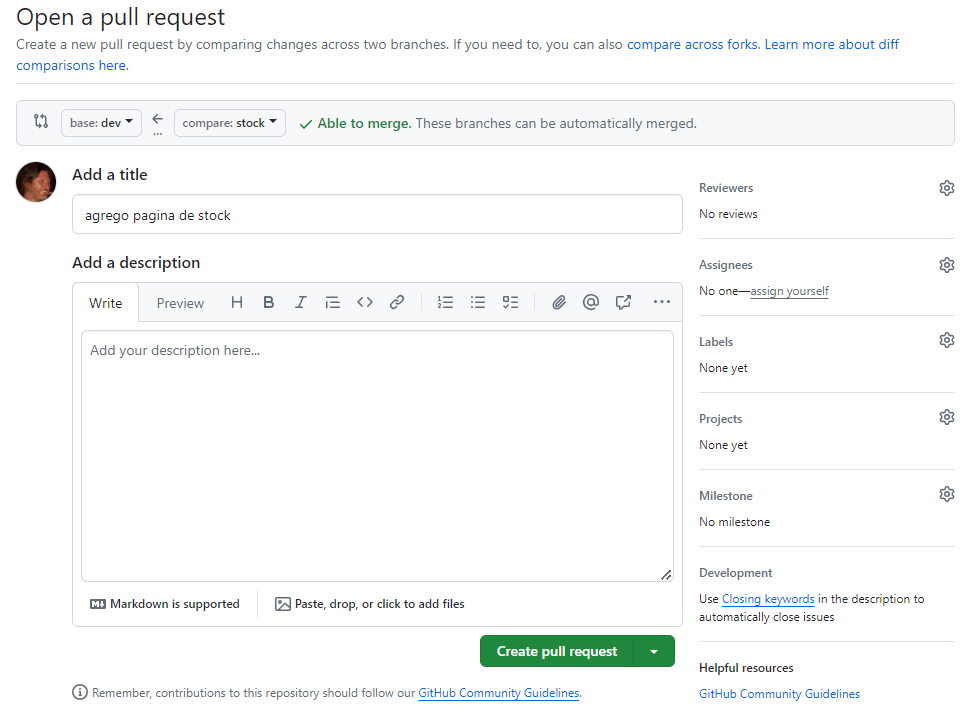 Open a pull request
Create a new pull request by comparing changes across two branches. If you need to, you can also compare across forks. Learn more about diff
comparisons here.
base: dev
...
compare: stock
Able to merge. These branches can be automatically merged.
Add a title
agrego pagina de stock
Add a description
Write
Preview
Add your description here...
Markdown is supported
Paste, drop, or click to add files
Create pull request
Remember, contributions to this repository should follow our GitHub Community Guidelines.
Reviewers
No reviews
Assignees
No one—assign yourself
Labels
None yet
Projects
None yet
Milestone
No milestone
Development
Use Closing keywords in the description to
automatically close issues
Helpful resources
GitHub Community Guidelines